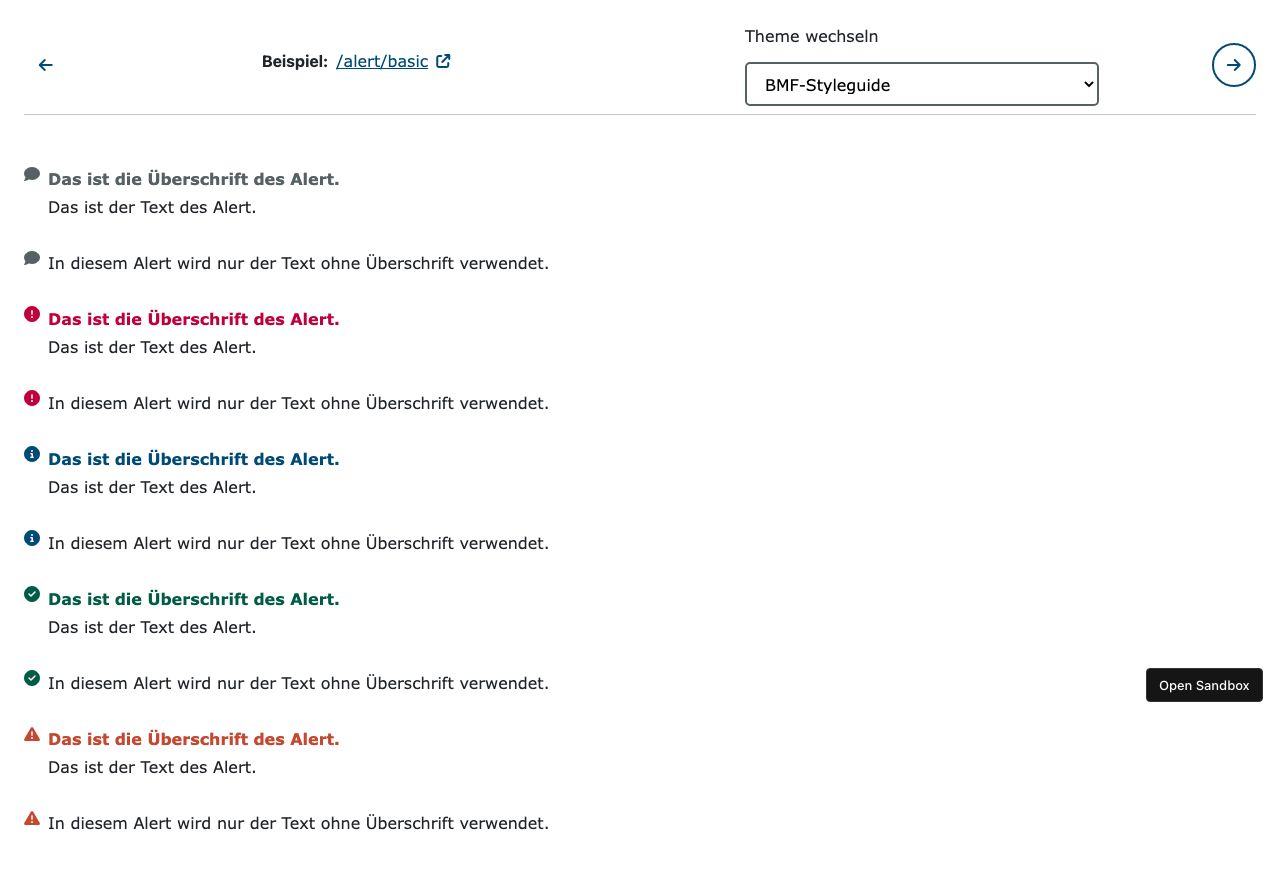 Theme wechseln
Beispiel: /alert/basic
BMF-Styleguide
Das ist die Überschrift des Alert.
Das ist der Text des Alert.
In diesem Alert wird nur der Text ohne Überschrift verwendet.
Das ist die Überschrift des Alert.
Das ist der Text des Alert.
In diesem Alert wird nur der Text ohne Überschrift verwendet.
Das ist die Überschrift des Alert.
Das ist der Text des Alert.
In diesem Alert wird nur der Text ohne Überschrift verwendet.
Das ist die Überschrift des Alert.
Das ist der Text des Alert.
In diesem Alert wird nur der Text ohne Überschrift verwendet.
Open Sandbox
Das ist die Überschrift des Alert.
Das ist der Text des Alert.
In diesem Alert wird nur der Text ohne Überschrift verwendet.